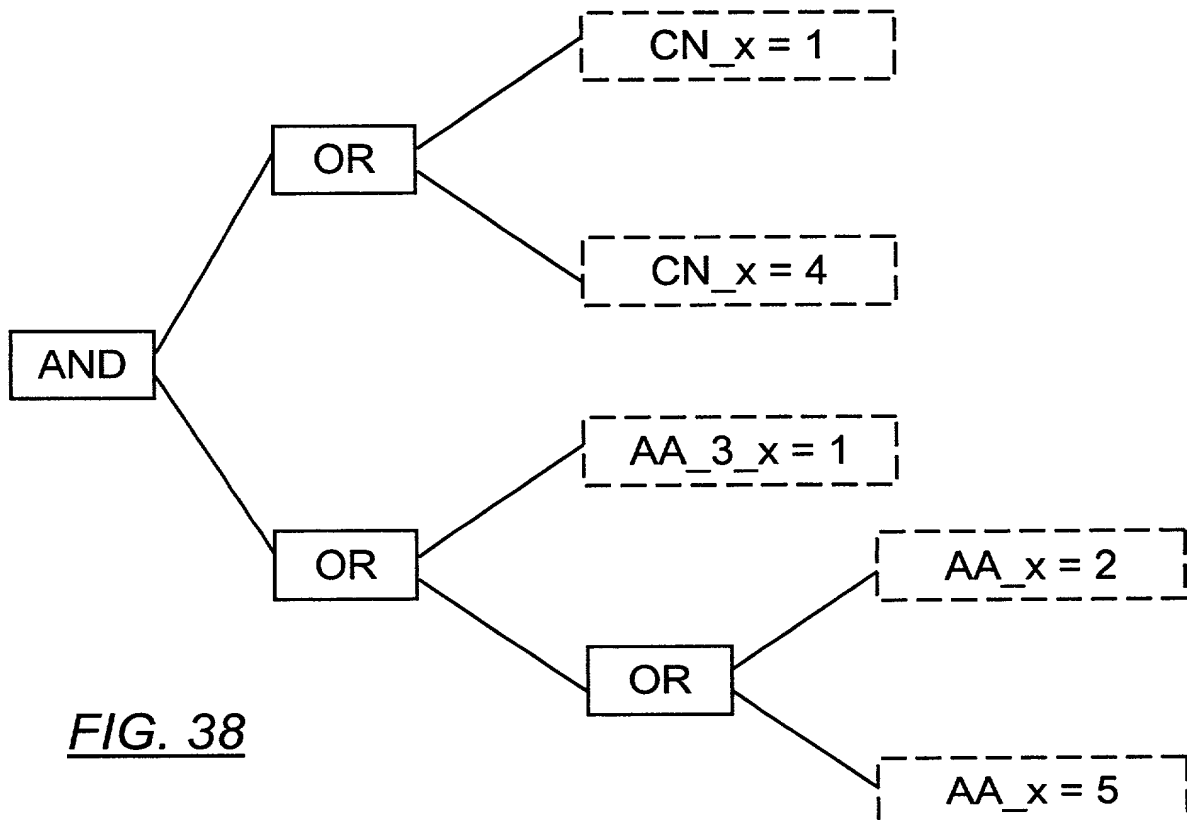 CN_x = 1
OR
CN_x = 4
AND
AA_3_x = 1
OR
AA_x = 2
OR
FIG. 38
AA_x = 5